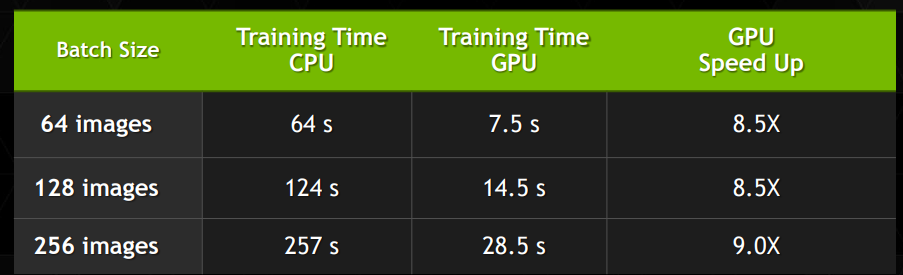 Batch Size
Training Time
CPU
Training Time
GPU
GPU
Speed Up
64 images 64 s 7.5 s 8.5X
128 images 124 s 14.5 s 8.5X
256 images 257 s 28.5 s 9.0X